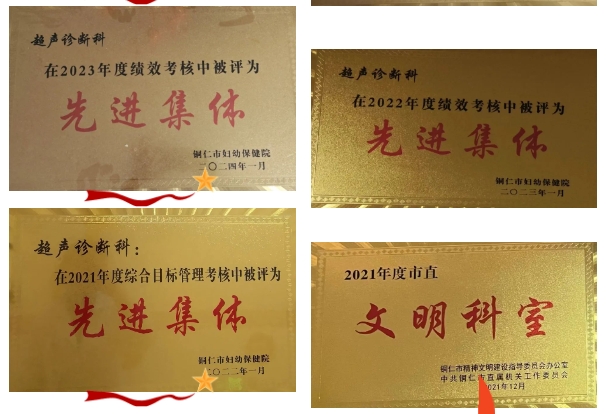 超声诊断科
在2023年度绩效考核中被评为
先进集体
铜仁市妇幼保健院
二〇二四年一月
超声诊断科
在2022年度绩效考核中被评为
先进集体
铜仁市妇幼保健院
二〇二三年一月
超声诊断科:
在2021年度综合目标管理考核中被评为
先进集体
铜仁市妇幼保健院
二〇二二年一月
2021年度市直
文明科室
铜仁市精神文明建设指导委员会办公室
中共铜仁市直属机关工作委员会
2021年12月